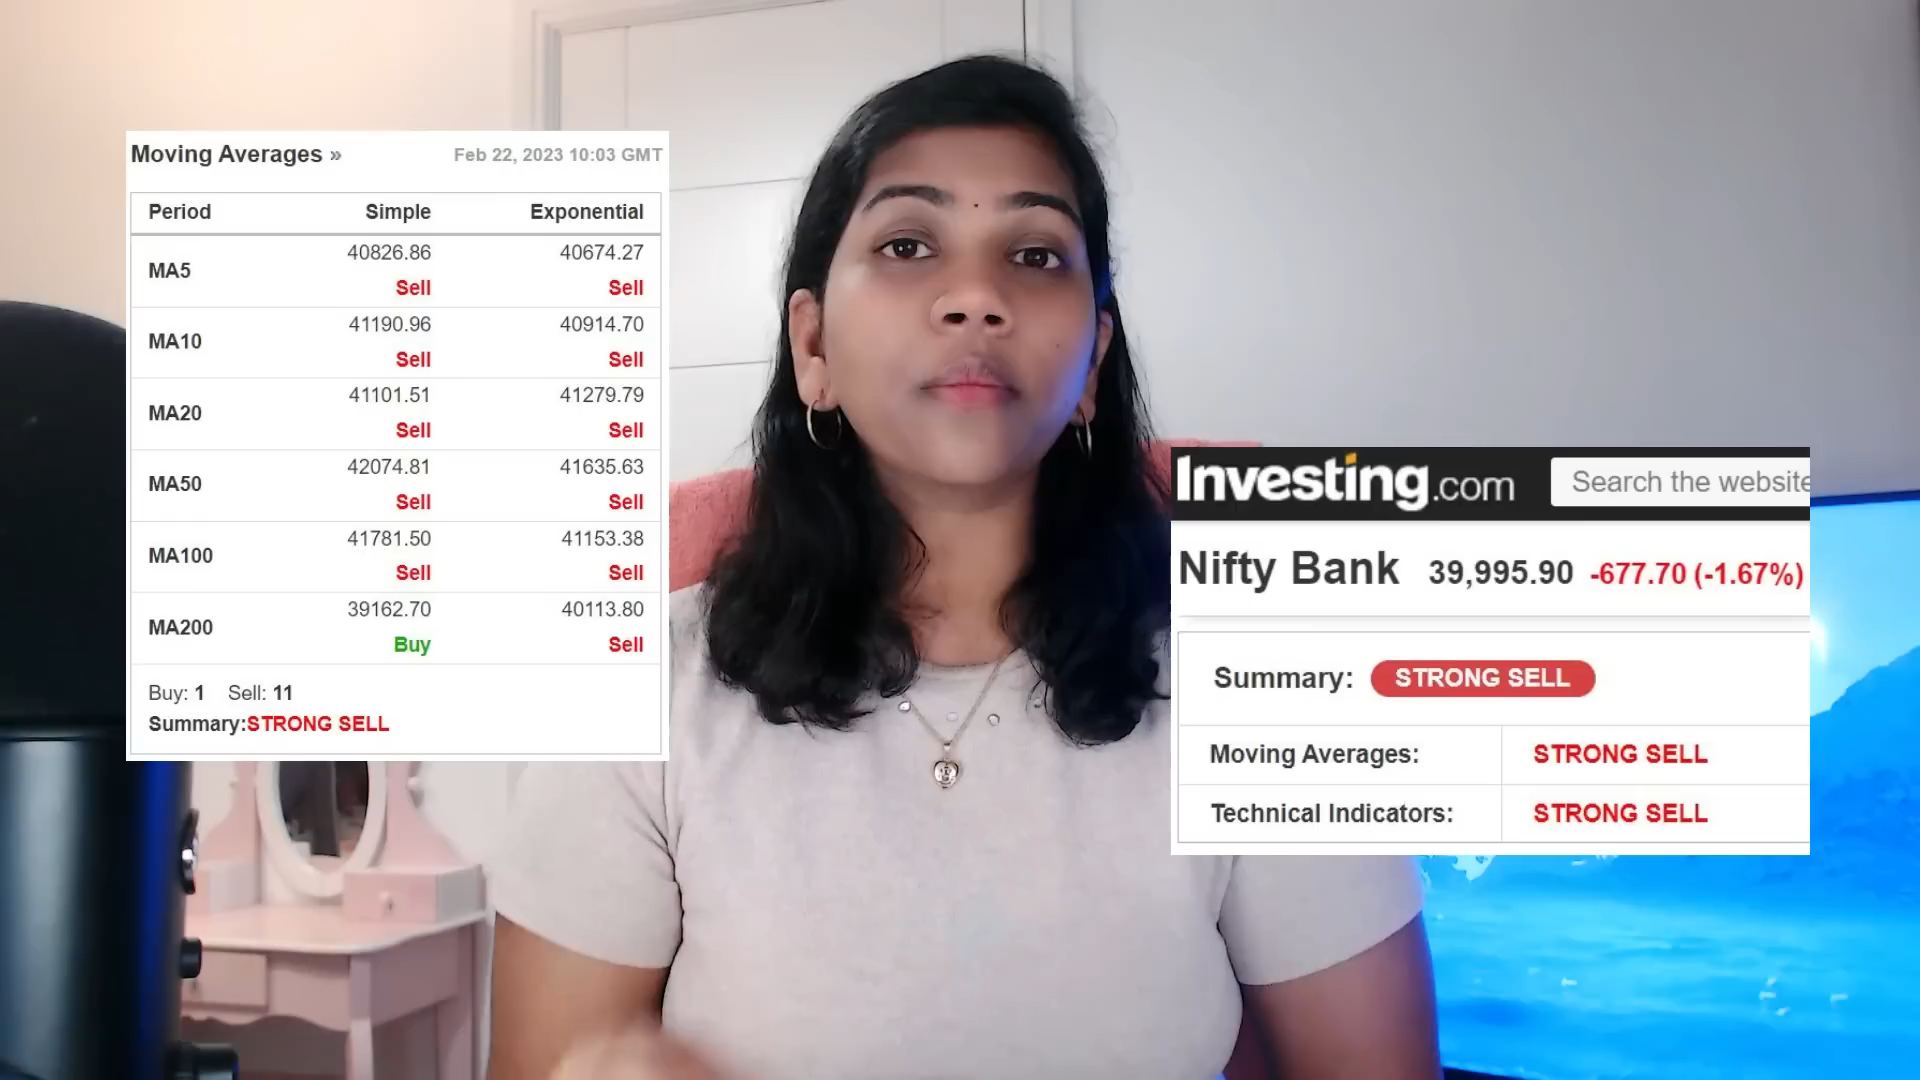 Moving Averages » Feb 22, 2023 10:03 GMT
Period Simple Exponential
MA5 40826.86 40674.27
Sell Sell
MA10 41190.96 40914.70
Sell Sell
MA20 41101.51 41279.79
Sell Sell
MA50 42074.81 41635.63
Sell Sell
MA100 41781.50 41153.38
Sell Sell
MA200 39162.70 40113.80
Buy Sell
Buy: 1 Sell: 11
Summary:STRONG SELL
Investing.com Search the website
Nifty Bank 39,995.90 -677.70 (-1.67%)
Summary: STRONG SELL
Moving Averages: STRONG SELL
Technical Indicators: STRONG SELL